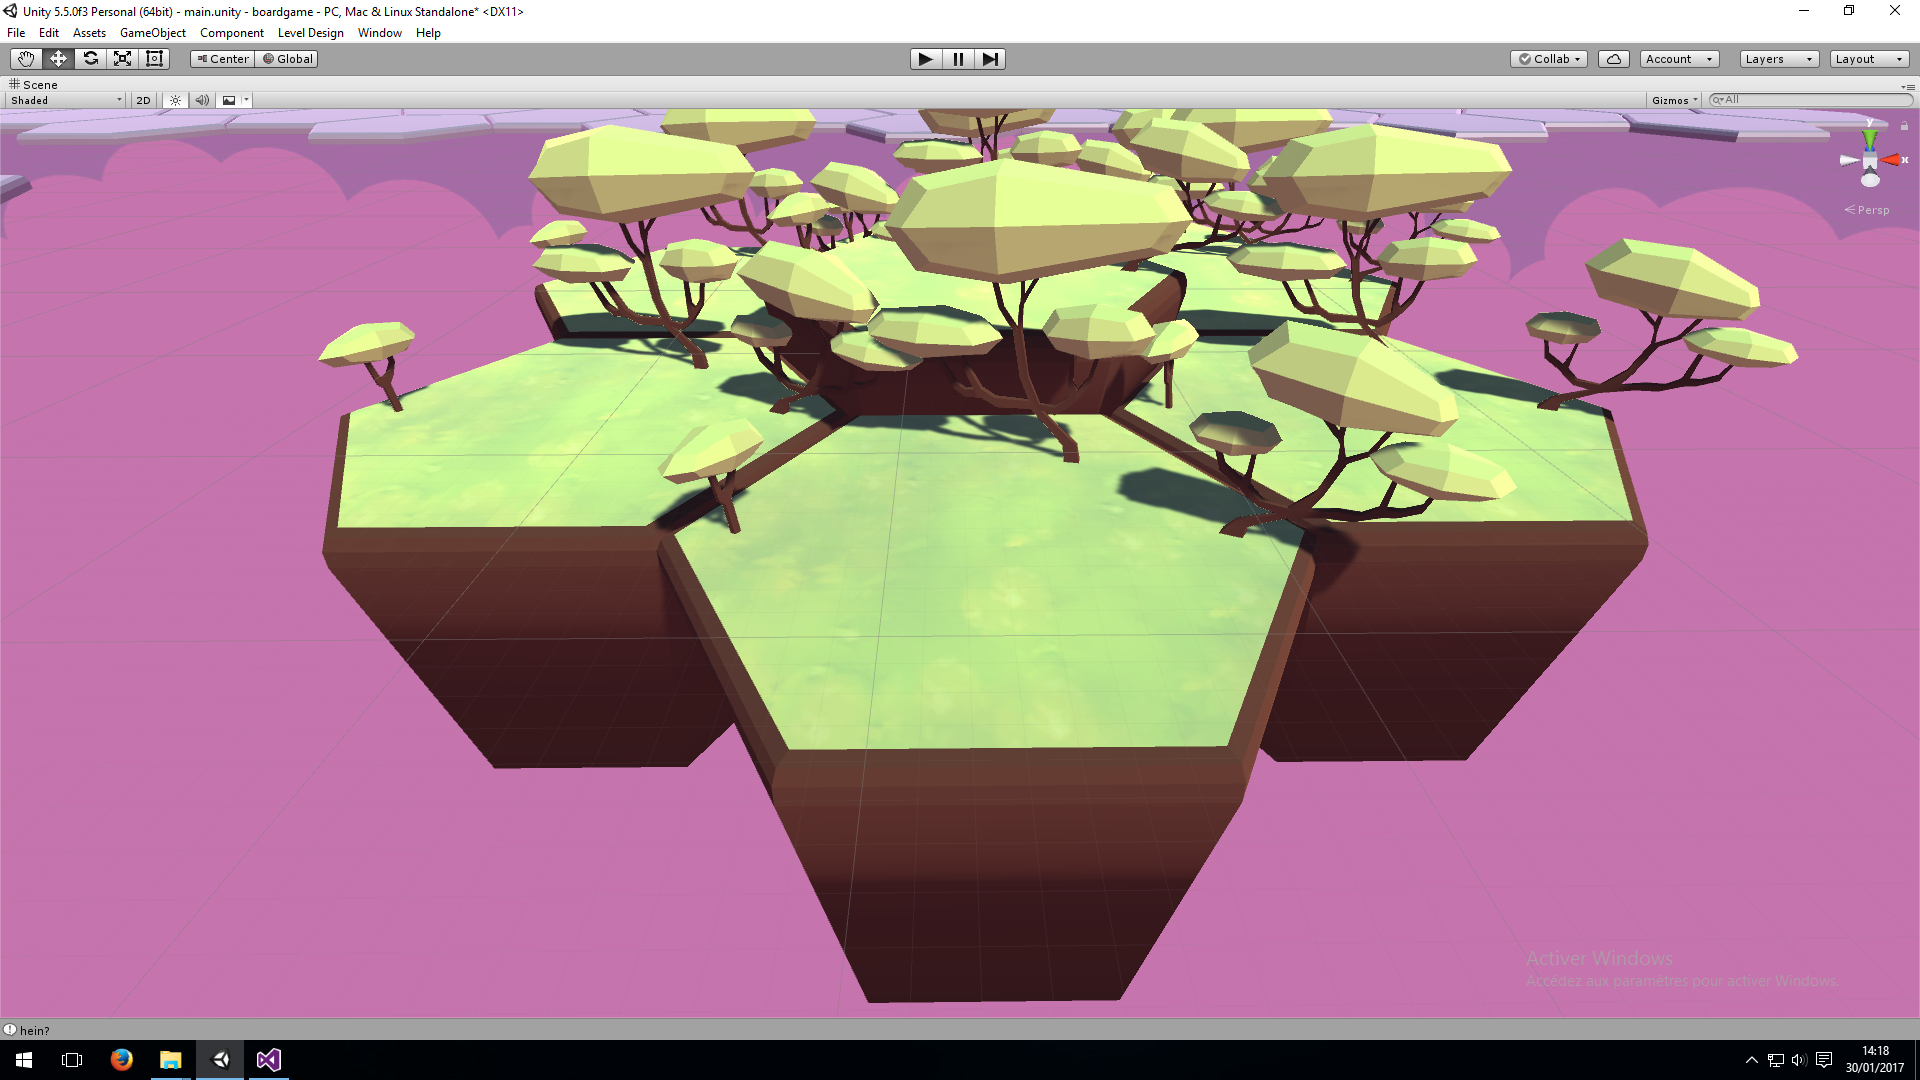 Unity 5.5.0f3 Personal (64bit) - main.unity - boardgame - PC, Mac & Linux Standalone* <DX11>
File Edit Assets GameObject Component Level Design Window Help
Center Global Collab Account Layers Layout
Scene
Shaded 2D Gizmos All
y
x
Persp
Activer Windows
Accédez aux paramètres pour activer Windows.
hein?
14:18
30/01/2017